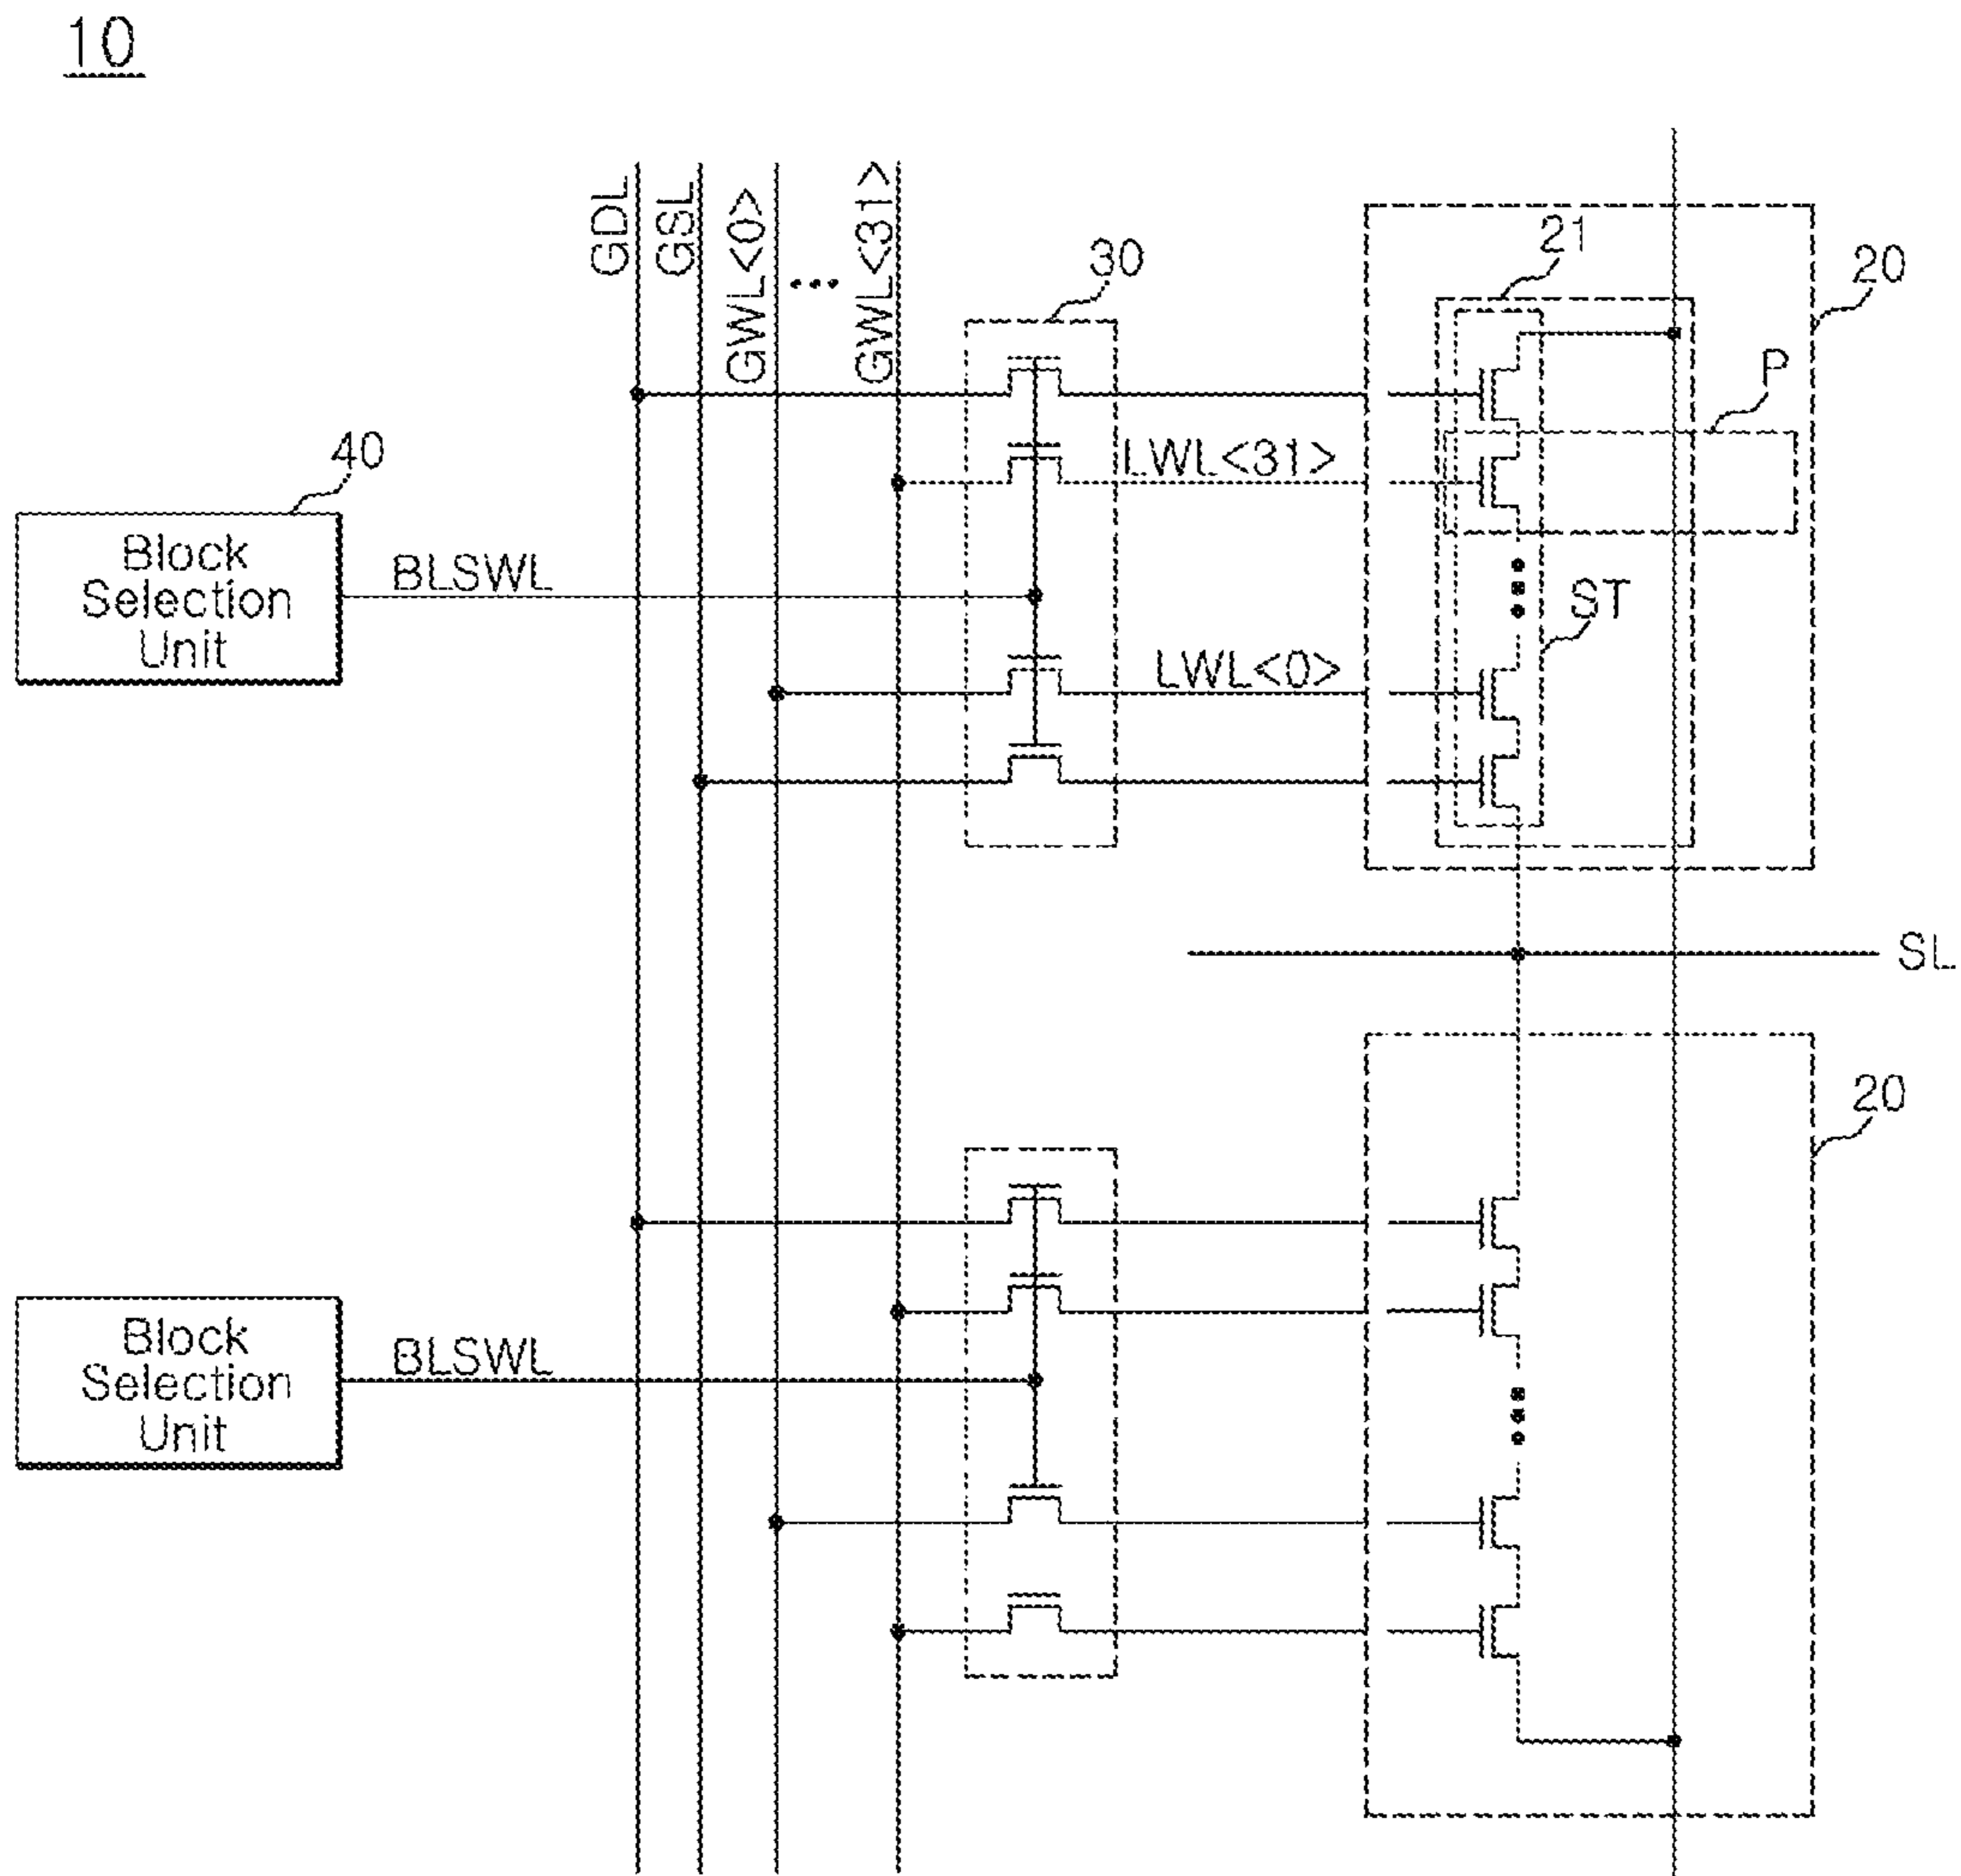 10
GDL
GSL
GWL<0>
GWL<31>
30
21
20
P
40
Block
Selection
Unit
BLSWL
LWL<31>
ST
LWL<0>
SL
20
Block
Selection
Unit
BLSWL